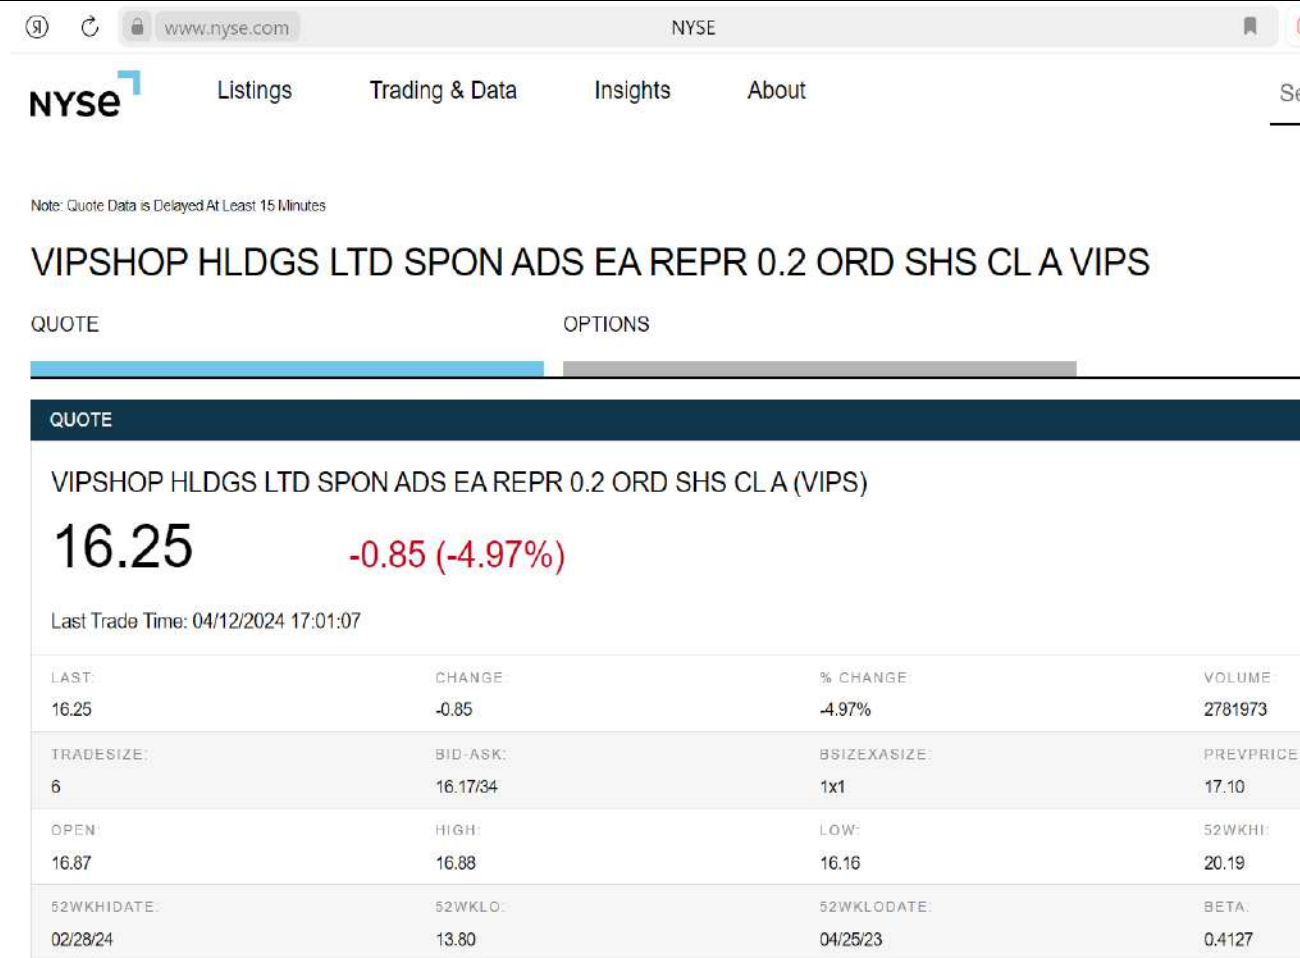 www.nyse.com NYSE
NYSE Listings Trading & Data Insights About Se
Note: Quote Data is Delayed At Least 15 Minutes
VIPSHOP HLDGS LTD SPON ADS EA REPR 0.2 ORD SHS CL A VIPS
QUOTE OPTIONS
QUOTE
VIPSHOP HLDGS LTD SPON ADS EA REPR 0.2 ORD SHS CL A (VIPS)
16.25 -0.85 (-4.97%)
Last Trade Time: 04/12/2024 17:01:07
LAST: CHANGE: % CHANGE: VOLUME:
16.25 -0.85 -4.97% 2781973
TRADESIZE: BID-ASK: BSIZEXASIZE: PREVPRICE
6 16.17/34 1x1 17.10
OPEN: HIGH: LOW: 52WKHI:
16.87 16.88 16.16 20.19
52WKHIDATE: 52WKLO: 52WKLODATE: BETA:
02/28/24 13.80 04/25/23 0.4127